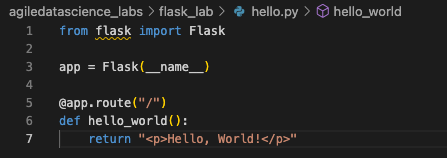 agiledatascience_labs > flask_lab > hello.py > hello_world
1 from flask import Flask
2
3 app = Flask(__name__)
4
5 @app.route("/")
6 def hello_world():
7     return "<p>Hello, World!</p>"